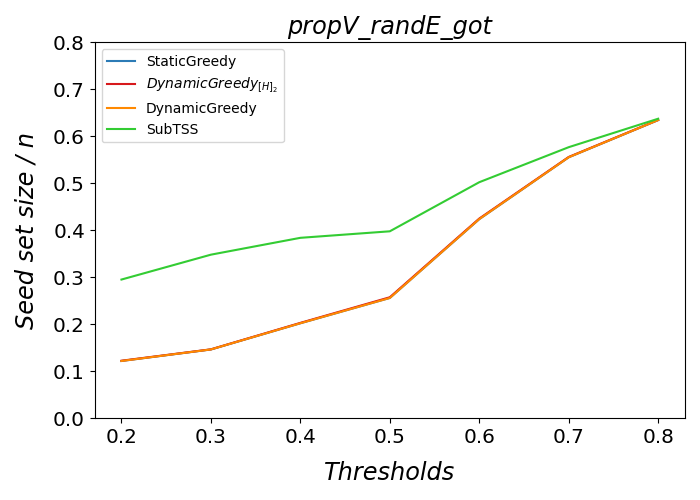 propV_randE_got
StaticGreedy
DynamicGreedy[H]2
DynamicGreedy
SubTSS
Seed set size / n
0.8
0.7
0.6
0.5
0.4
0.3
0.2
0.1
0.0
0.2 0.3 0.4 0.5 0.6 0.7 0.8
Thresholds